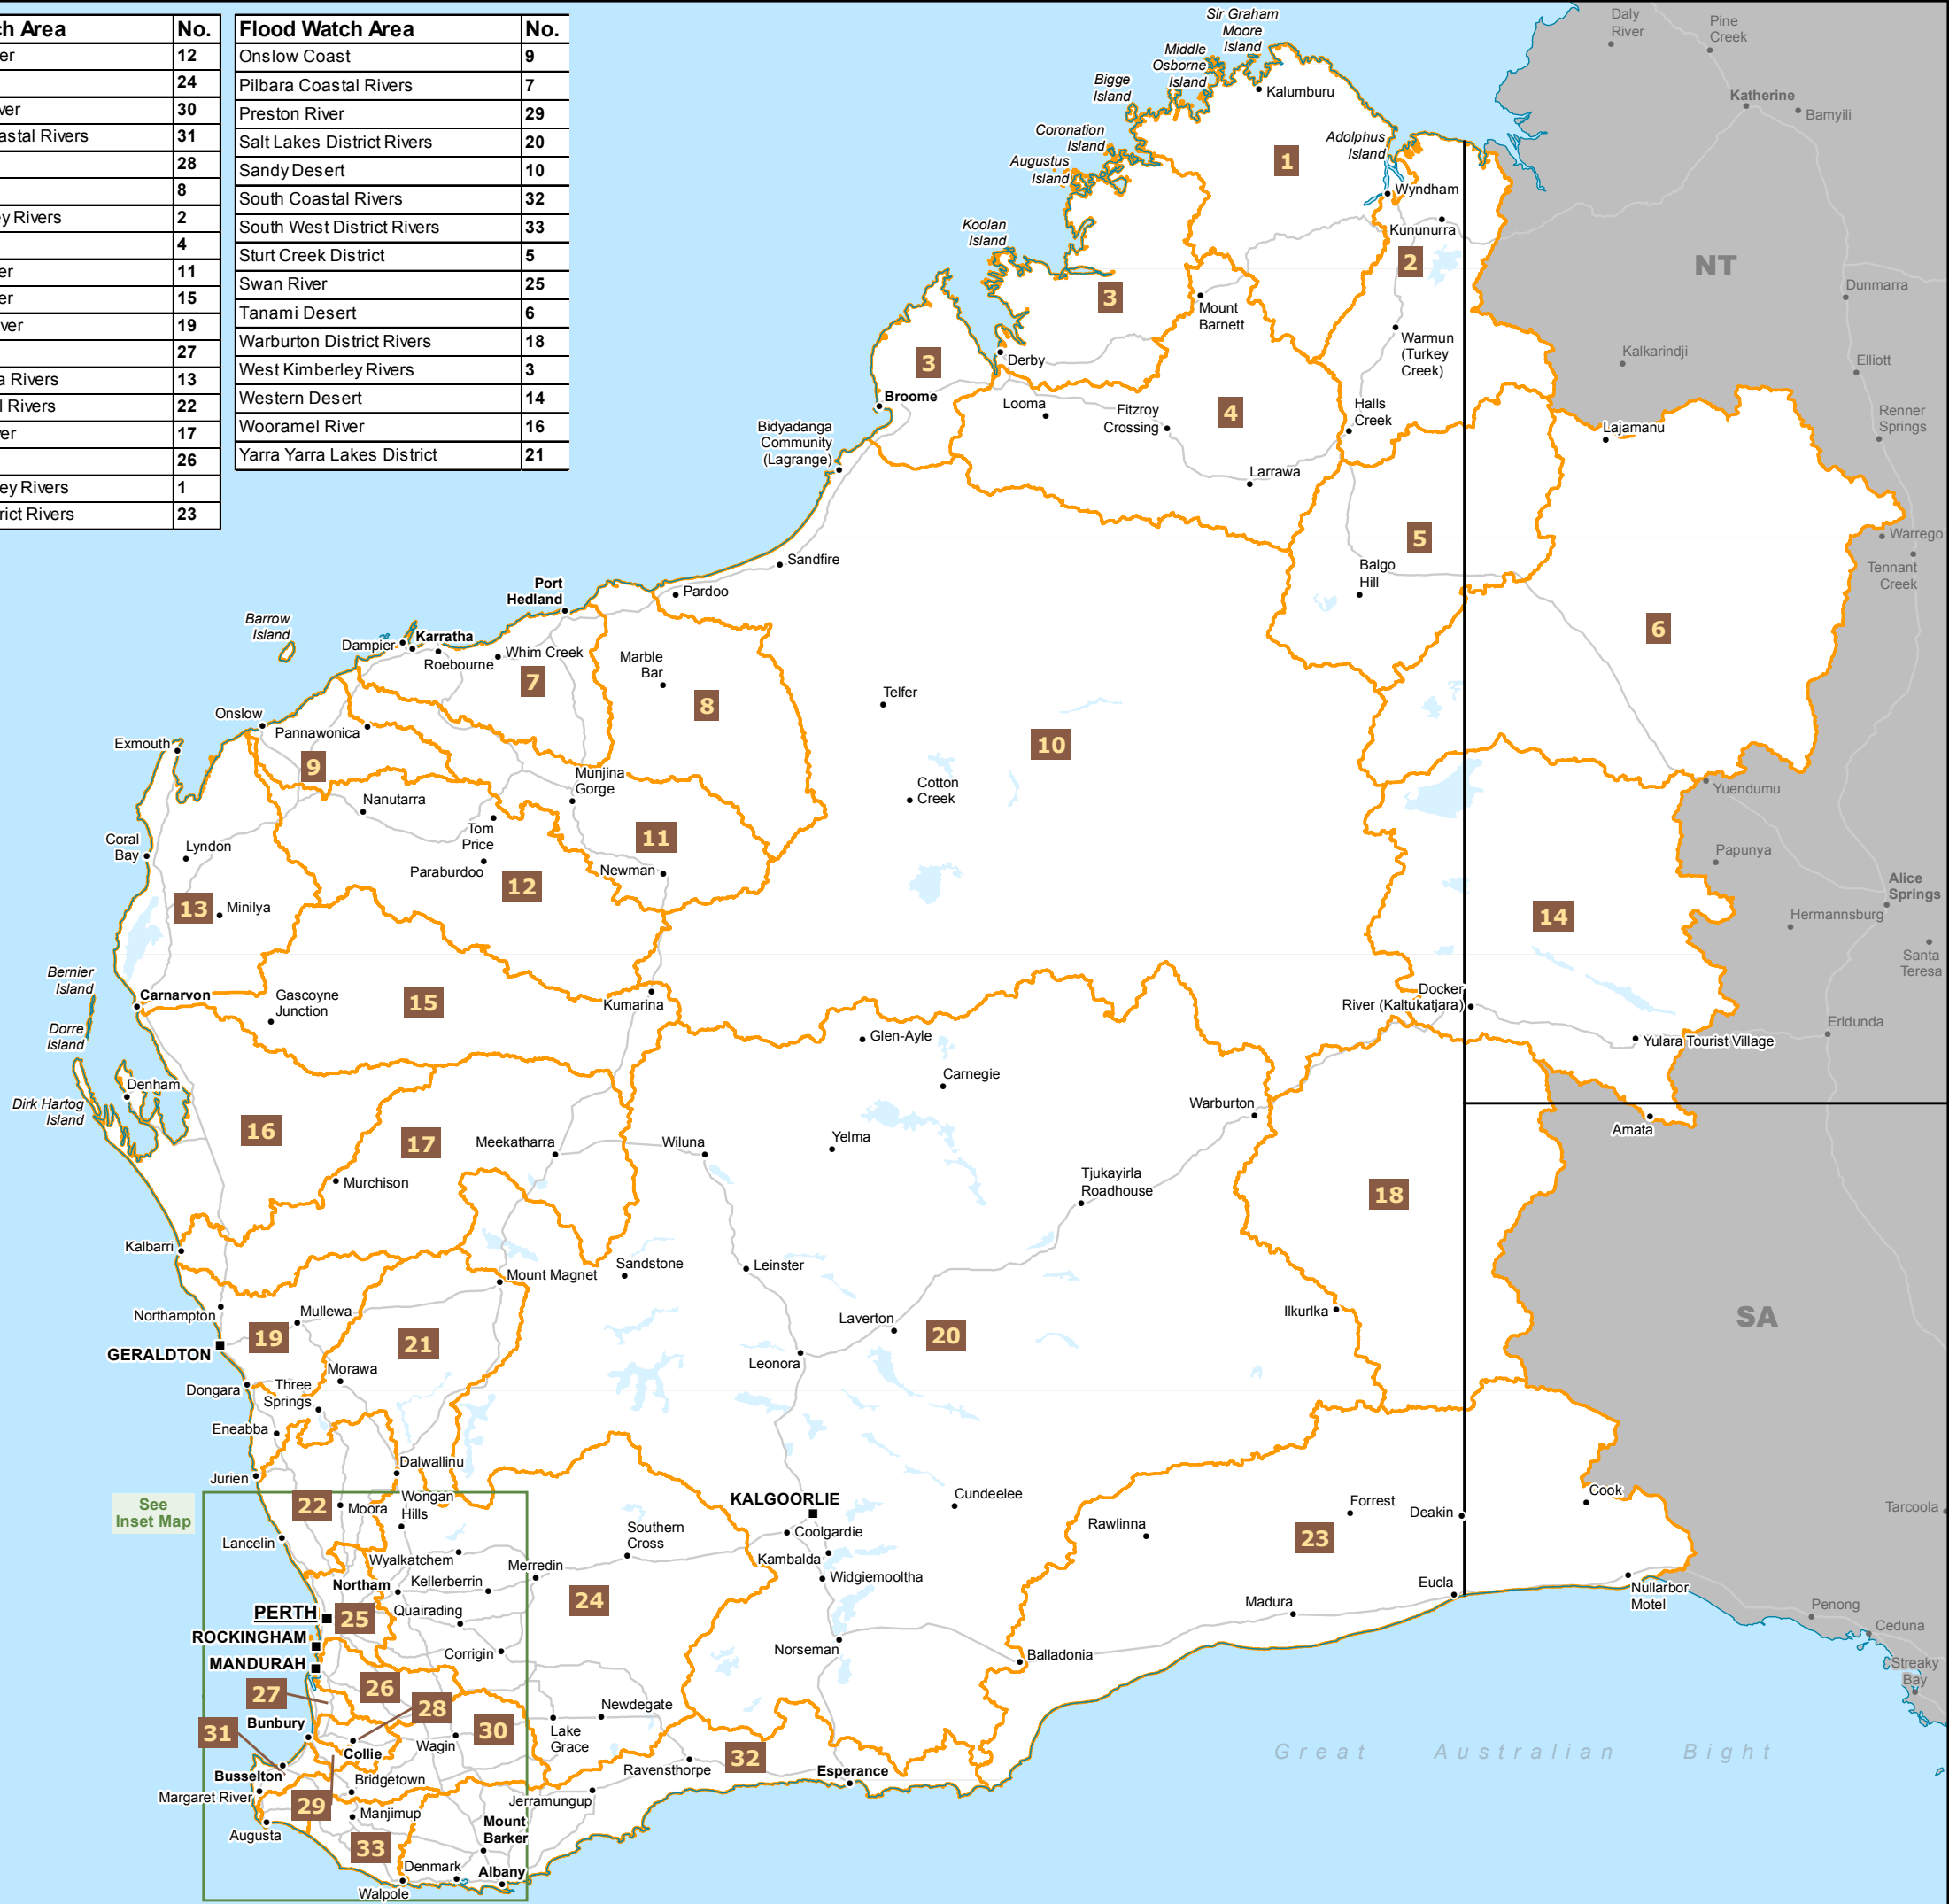 ch Area No.
er 12
24
ver 30
astal Rivers 31
28
8
ey Rivers 2
4
er 11
er 15
ver 19
27
a Rivers 13
l Rivers 22
ver 17
26
ey Rivers 1
rict Rivers 23
Flood Watch Area No.
Onslow Coast 9
Pilbara Coastal Rivers 7
Preston River 29
Salt Lakes District Rivers 20
Sandy Desert 10
South Coastal Rivers 32
South West District Rivers 33
Sturt Creek District 5
Swan River 25
Tanami Desert 6
Warburton District Rivers 18
West Kimberley Rivers 3
Western Desert 14
Wooramel River 16
Yarra Yarra Lakes District 21
Sir Graham
Moore
Island
Middle
Osborne
Island
Bigge
Island
Coronation
Island
Augustus
Island
Koolan
Island
Adolphus
Island
Kalumburu
1
Wyndham
Kununurra
2
3
Mount
Barnett
Warmun
(Turkey
Creek)
3
Derby
Broome
Looma
Fitzroy
Crossing
4
Halls
Creek
Larrawa
Bidyadanga
Community
(Lagrange)
Daly
River
Pine
Creek
Katherine
Bamyili
NT
Dunmarra
Kalkarindji
Elliott
Renner
Springs
Lajamanu
Warrego
Tennant
Creek
5
Balgo
Hill
6
Sandfire
Port
Hedland
Pardoo
Barrow
Island
Dampier
Karratha
Roebourne
Whim Creek
7
Marble
Bar
8
Telfer
10
Onslow
Pannawonica
Exmouth
9
Munjina
Gorge
Nanutarra
Cotton
Creek
Tom
Price
11
Coral
Bay
Lyndon
Paraburdoo
12
Newman
13
Minilya
Yuendumu
Papunya
Alice
Springs
14
Hermannsburg
Santa
Teresa
Bernier
Island
Carnarvon
Gascoyne
Junction
15
Kumarina
Docker
River (Kaltukatjara)
Dorre
Island
Glen-Ayle
Erldunda
Yulara Tourist Village
Denham
Carnegie
Dirk Hartog
Island
Warburton
Amata
16
17
Meekatharra
Wiluna
Yelma
Murchison
Tjukayirla
Roadhouse
18
Kalbarri
Mount Magnet
Sandstone
Leinster
Northampton
Mullewa
Laverton
Ilkurlka
SA
19
21
20
GERALDTON
Leonora
Dongara
Three
Springs
Morawa
Eneabba
Jurien
Dalwallinu
See
Inset Map
22
Moora
Wongan
Hills
KALGOORLIE
Cundeelee
Forrest
Deakin
Cook
Tarcoola
Lancelin
Southern
Cross
Coolgardie
Rawlinna
23
Wyalkatchem
Merredin
Kambalda
Northam
Kellerberrin
Widgiemooltha
Eucla
Nullarbor
Motel
PERTH
25
Quairading
24
Madura
Penong
Ceduna
ROCKINGHAM
Corrigin
Norseman
Balladonia
MANDURAH
Streaky
Bay
26
27
28
Newdegate
31
Bunbury
30
Lake
Grace
Collie
Wagin
32
Great Australian Bight
Busselton
Bridgetown
Ravensthorpe
Esperance
Margaret River
29
Jerramungup
Manjimup
Augusta
Mount
Barker
33
Denmark
Albany
Walpole